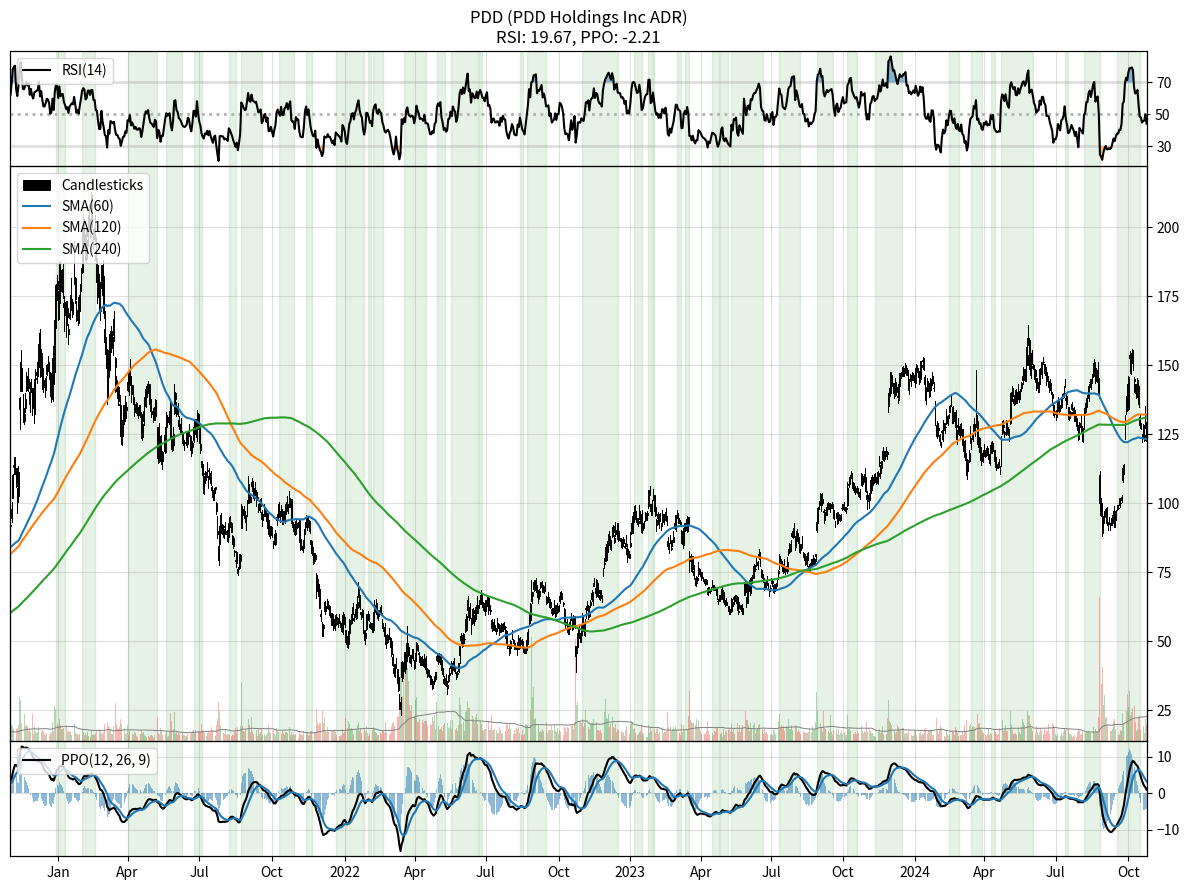 PDD (PDD Holdings Inc ADR)
RSI: 19.67, PPO: -2.21
RSI(14)
70
50
30
Candlesticks
SMA(60)
SMA(120)
SMA(240)
200
175
150
125
100
75
50
25
PPO(12, 26, 9)
10
0
−10
Jan Apr Jul Oct 2022 Apr Jul Oct 2023 Apr Jul Oct 2024 Apr Jul Oct